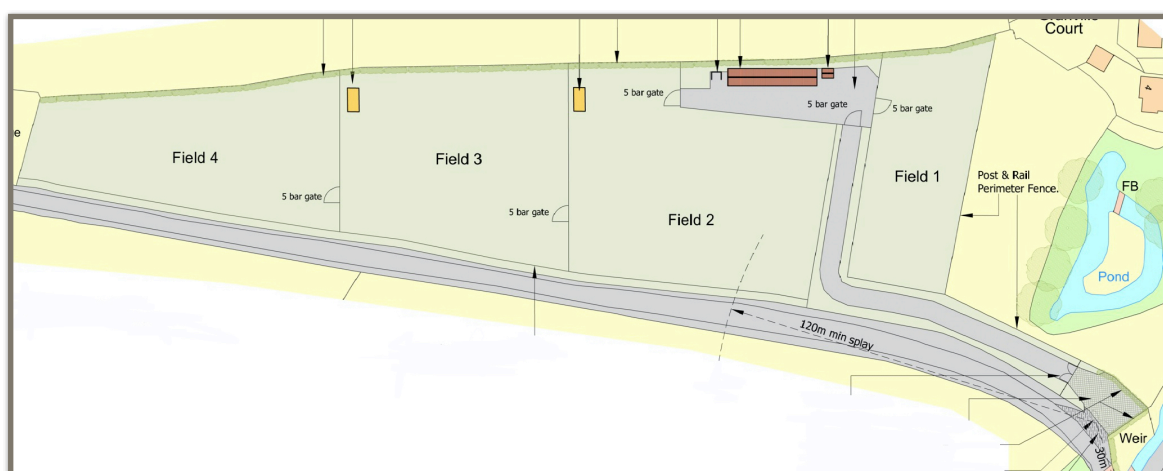 Court
5 bar gate
5 bar gate
5 bar gate
4
e
Field 4
Field 3
Field 1
Post & Rail
Perimeter Fence.
FB
5 bar gate
5 bar gate
Field 2
Pond
120m min splay
Weir
30m